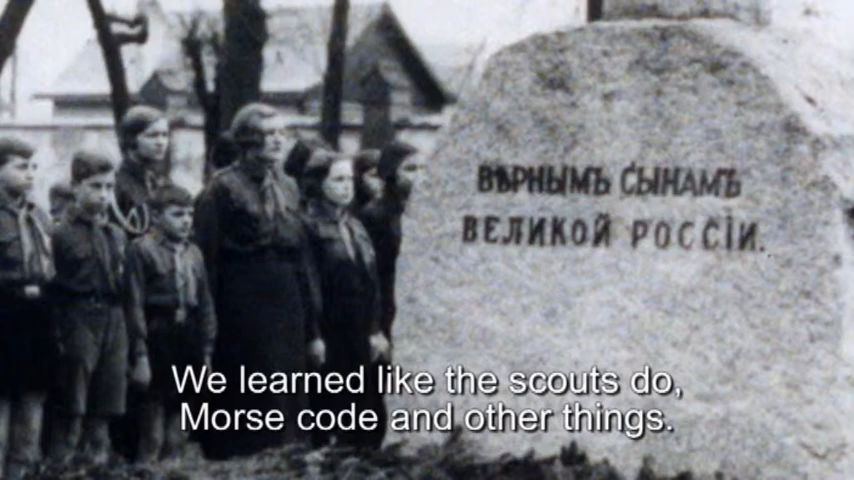 ВѢРНЫМЪ СЫНАМЪ
ВЕЛИКОЙ РОССІИ.
We learned like the scouts do,
Morse code and other things.